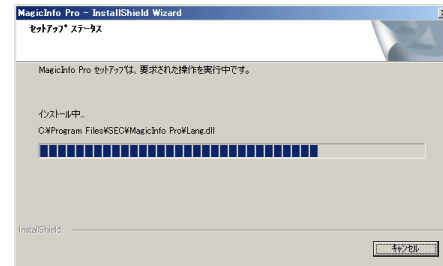 MagicInfo Pro - InstallShield Wizard
セットアップ ステータス
MagicInfo Pro セットアップは、要求された操作を実行中です。
インストール中...
C:¥Program Files¥SEC¥MagicInfo Pro¥Lang.dll
InstallShield
キャンセル